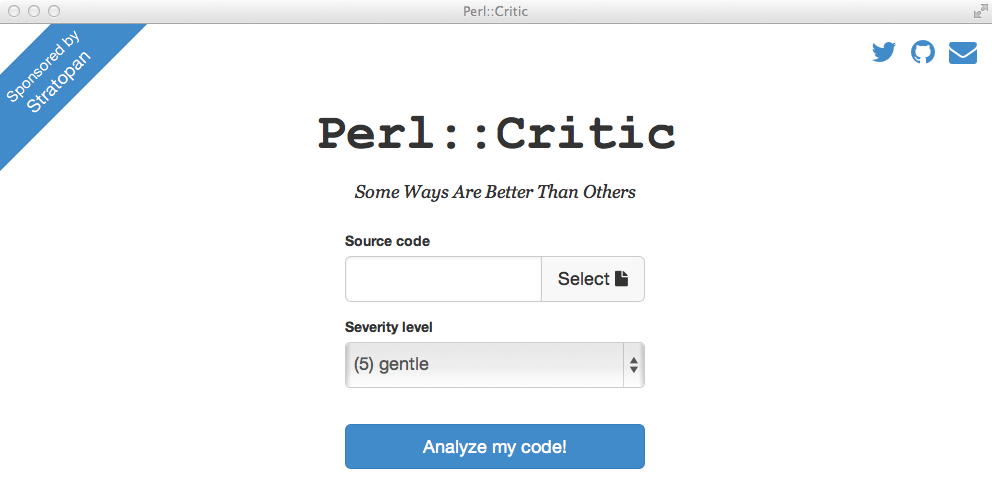 Perl::Critic
Sponsored by
Stratopan
Perl::Critic
Some Ways Are Better Than Others
Source code
Select
Severity level
(5) gentle
Analyze my code!